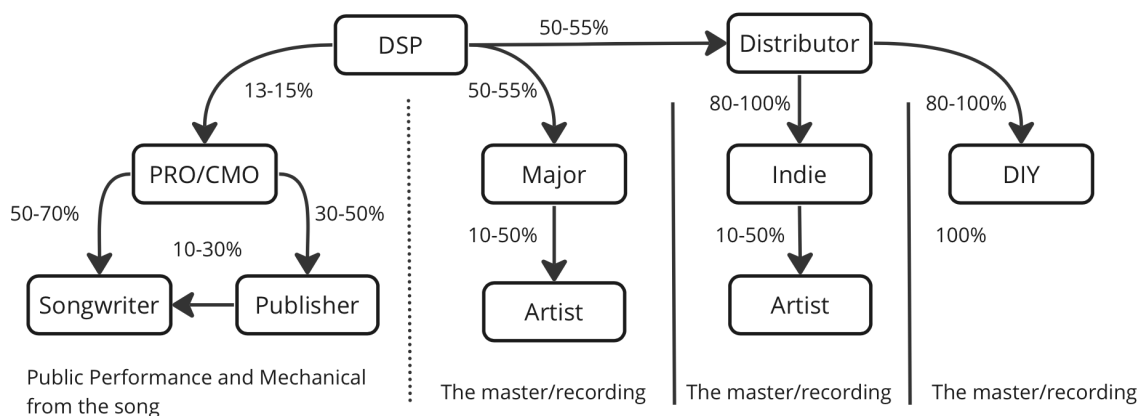 50-55%
DSP
Distributor
13-15%
50-55%
80-100%
80-100%
PRO/CMO
Major
Indie
DIY
50-70%
30-50%
10-30%
10-50%
10-50%
100%
Songwriter
Publisher
Artist
Artist
Public Performance and Mechanical
from the song
The master/recording
The master/recording
The master/recording